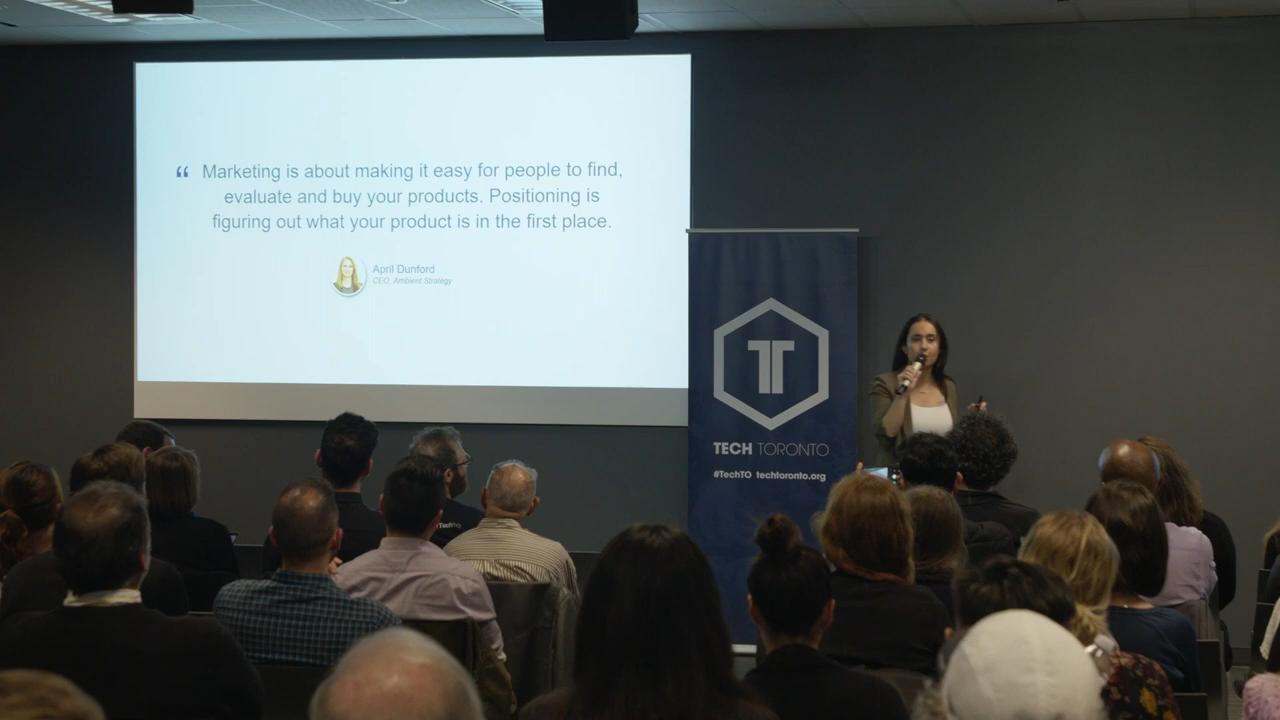 “ Marketing is about making it easy for people to find,
evaluate and buy your products. Positioning is
figuring out what your product is in the first place.
April Dunford
CEO, Ambient Strategy
TECH TORONTO
#TechTO techtoronto.org
#TechTO